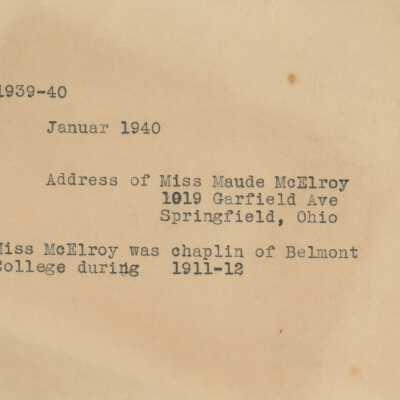 1939-40
Januar 1940
Address of Miss Maude McElroy
1019 Garfield Ave
Springfield, Ohio
Miss McElroy was chaplin of Belmont
College during 1911-12